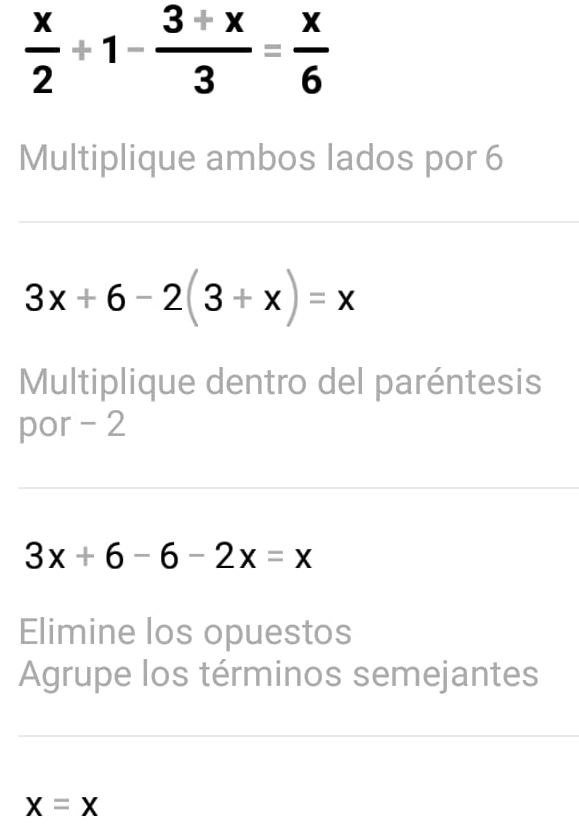 x/2 + 1 - (3 + x)/3 = x/6
Multiplique ambos lados por 6
3x + 6 - 2(3 + x) = x
Multiplique dentro del paréntesis
por - 2
3x + 6 - 6 - 2x = x
Elimine los opuestos
Agrupe los términos semejantes
x = x